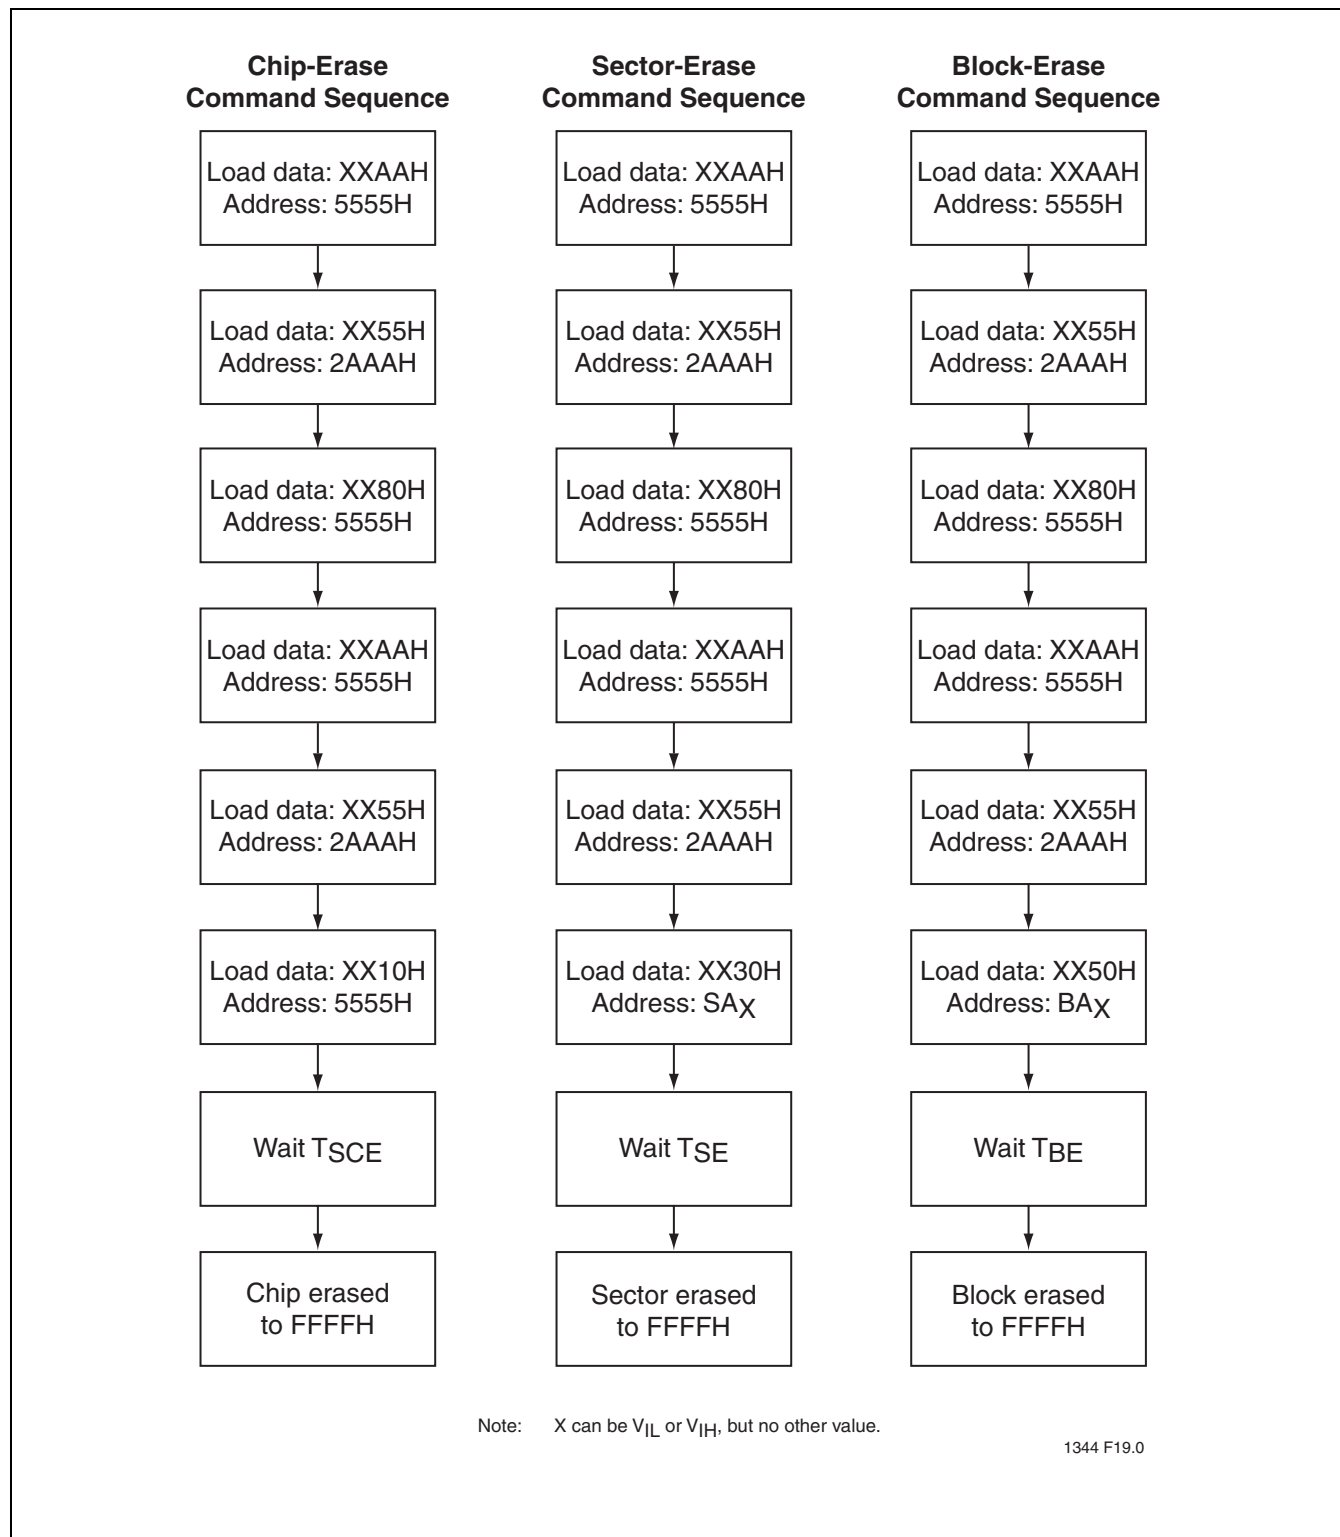 Chip-Erase
Command Sequence
Load data: XXAAH
Address: 5555H
Load data: XX55H
Address: 2AAAH
Load data: XX80H
Address: 5555H
Load data: XXAAH
Address: 5555H
Load data: XX55H
Address: 2AAAH
Load data: XX10H
Address: 5555H
Wait TSCE
Chip erased
to FFFFH
Sector-Erase
Command Sequence
Load data: XXAAH
Address: 5555H
Load data: XX55H
Address: 2AAAH
Load data: XX80H
Address: 5555H
Load data: XXAAH
Address: 5555H
Load data: XX55H
Address: 2AAAH
Load data: XX30H
Address: SAX
Wait TSE
Sector erased
to FFFFH
Block-Erase
Command Sequence
Load data: XXAAH
Address: 5555H
Load data: XX55H
Address: 2AAAH
Load data: XX80H
Address: 5555H
Load data: XXAAH
Address: 5555H
Load data: XX55H
Address: 2AAAH
Load data: XX50H
Address: BAX
Wait TBE
Block erased
to FFFFH
Note: X can be VIL or VIH, but no other value.
1344 F19.0